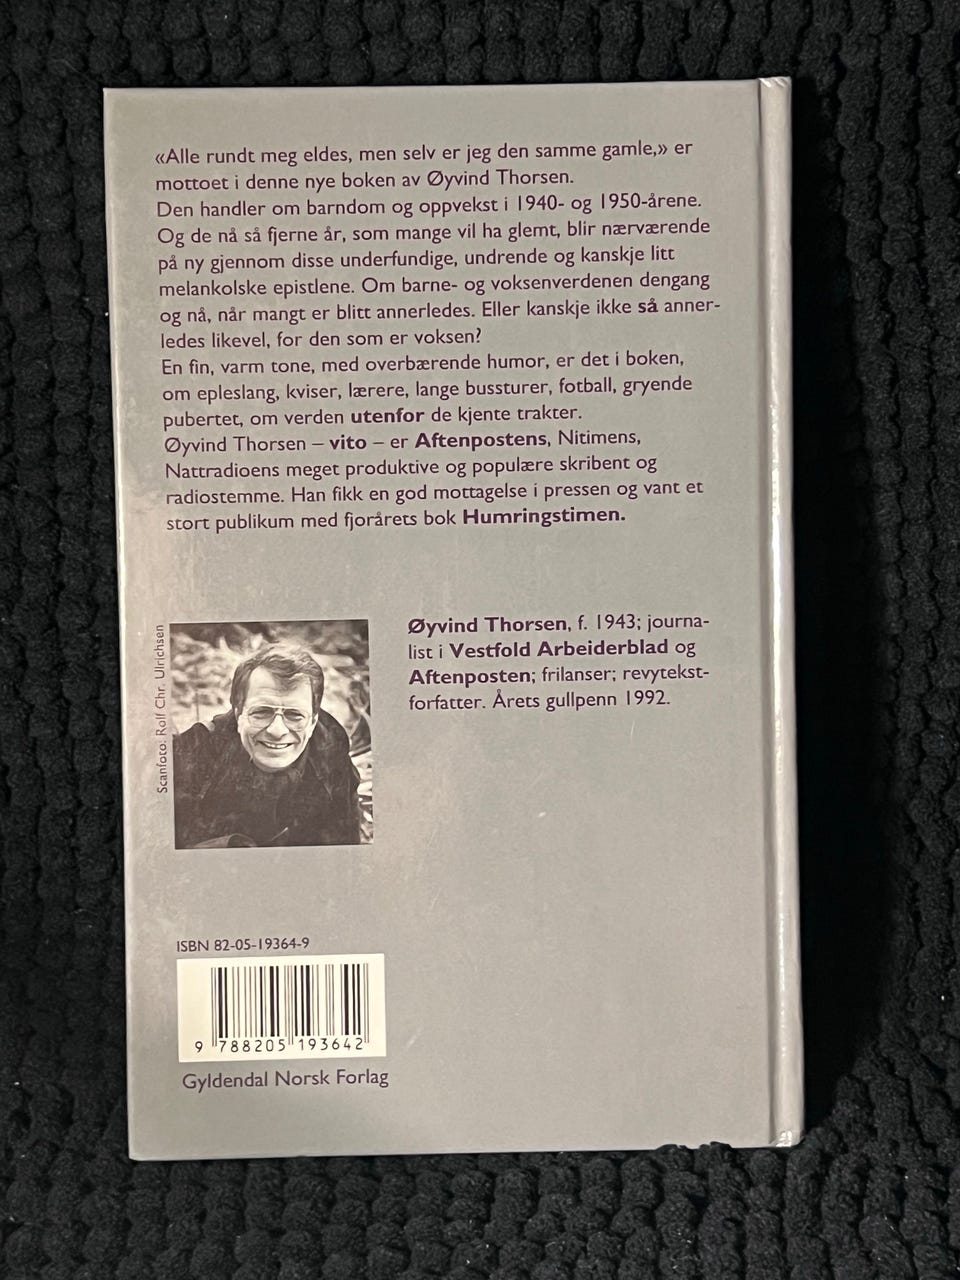 «Alle rundt meg eldes, men selv er jeg den samme gamle,» er
mottoet i denne nye boken av Øyvind Thorsen.
Den handler om barndom og oppvekst i 1940- og 1950-årene.
Og de nå så fjerne år, som mange vil ha glemt, blir nærværende
på ny gjennom disse underfundige, undrende og kanskje litt
melankolske epistlene. Om barne- og voksenverdenen dengang
og nå, når mangt er blitt annerledes. Eller kanskje ikke så anner-
ledes likevel, for den som er voksen?
En fin, varm tone, med overbærende humor, er det i boken,
om epleslang, kviser, lærere, lange bussturer, fotball, gryende
pubertet, om verden utenfor de kjente trakter.
Øyvind Thorsen – vito – er Aftenpostens, Nitimens,
Nattradioens meget produktive og populære skribent og
radiostemme. Han fikk en god mottagelse i pressen og vant et
stort publikum med fjorårets bok Humringstimen.
Scanfoto: Rolf Chr. Ulrichsen
Øyvind Thorsen, f. 1943; journa-
list i Vestfold Arbeiderblad og
Aftenposten; frilanser; revytekst-
forfatter. Årets gullpenn 1992.
ISBN 82-05-19364-9
9 788205 193642
Gyldendal Norsk Forlag